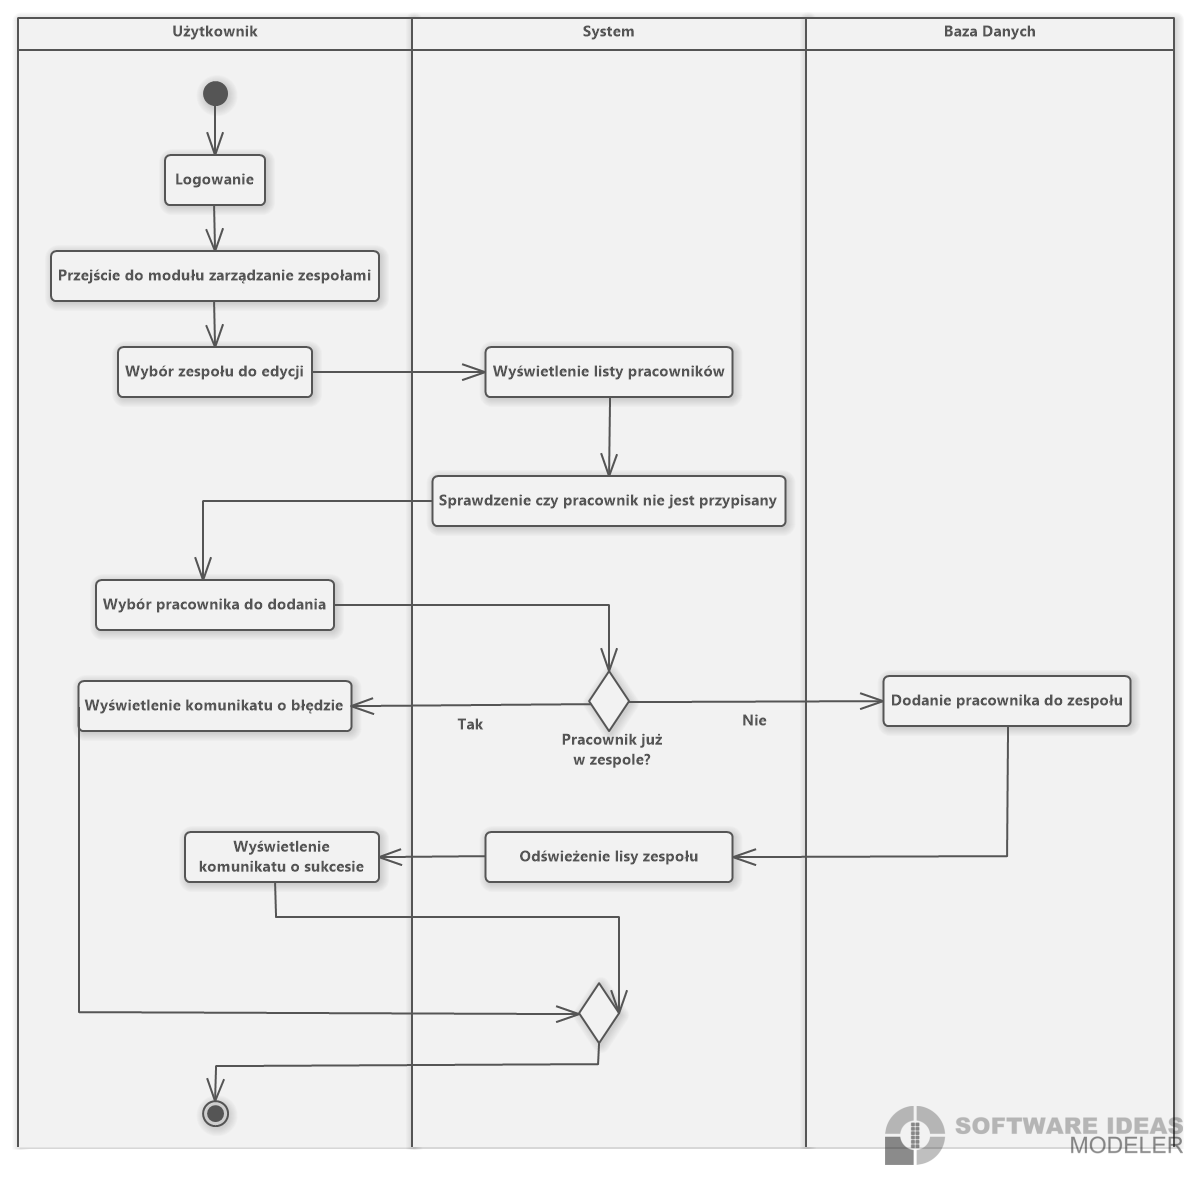 Użytkownik
System
Baza Danych
Logowanie
Przejście do modułu zarządzanie zespołami
Wybór zespołu do edycji
Wyświetlenie listy pracowników
Sprawdzenie czy pracownik nie jest przypisany
Wybór pracownika do dodania
Wyświetlenie komunikatu o błędzie
Tak
Pracownik już
w zespole?
Nie
Dodanie pracownika do zespołu
Wyświetlenie
komunikatu o sukcesie
Odświeżenie lisy zespołu
SOFTWARE IDEAS
MODELER